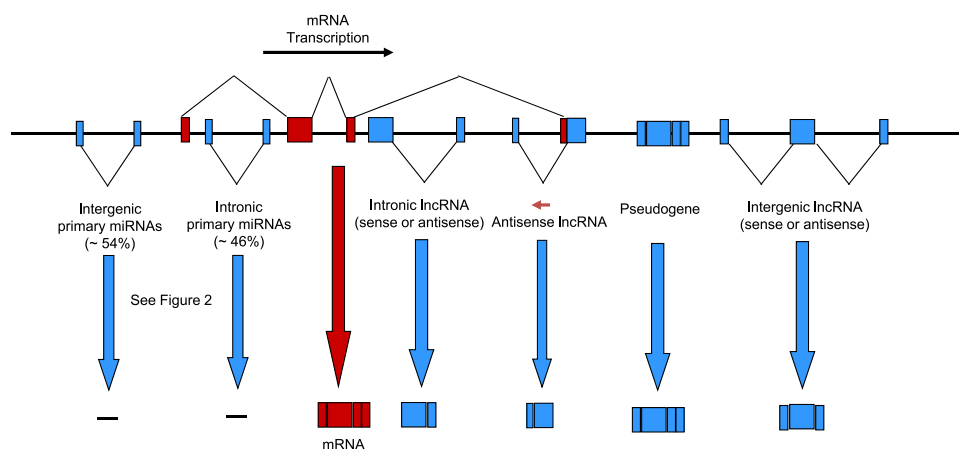 mRNA
Transcription
Intergenic
primary miRNAs
(~ 54%)
Intronic
primary miRNAs
(~ 46%)
Intronic lncRNA
(sense or antisense)
Antisense lncRNA
Pseudogene
Intergenic lncRNA
(sense or antisense)
See Figure 2
mRNA